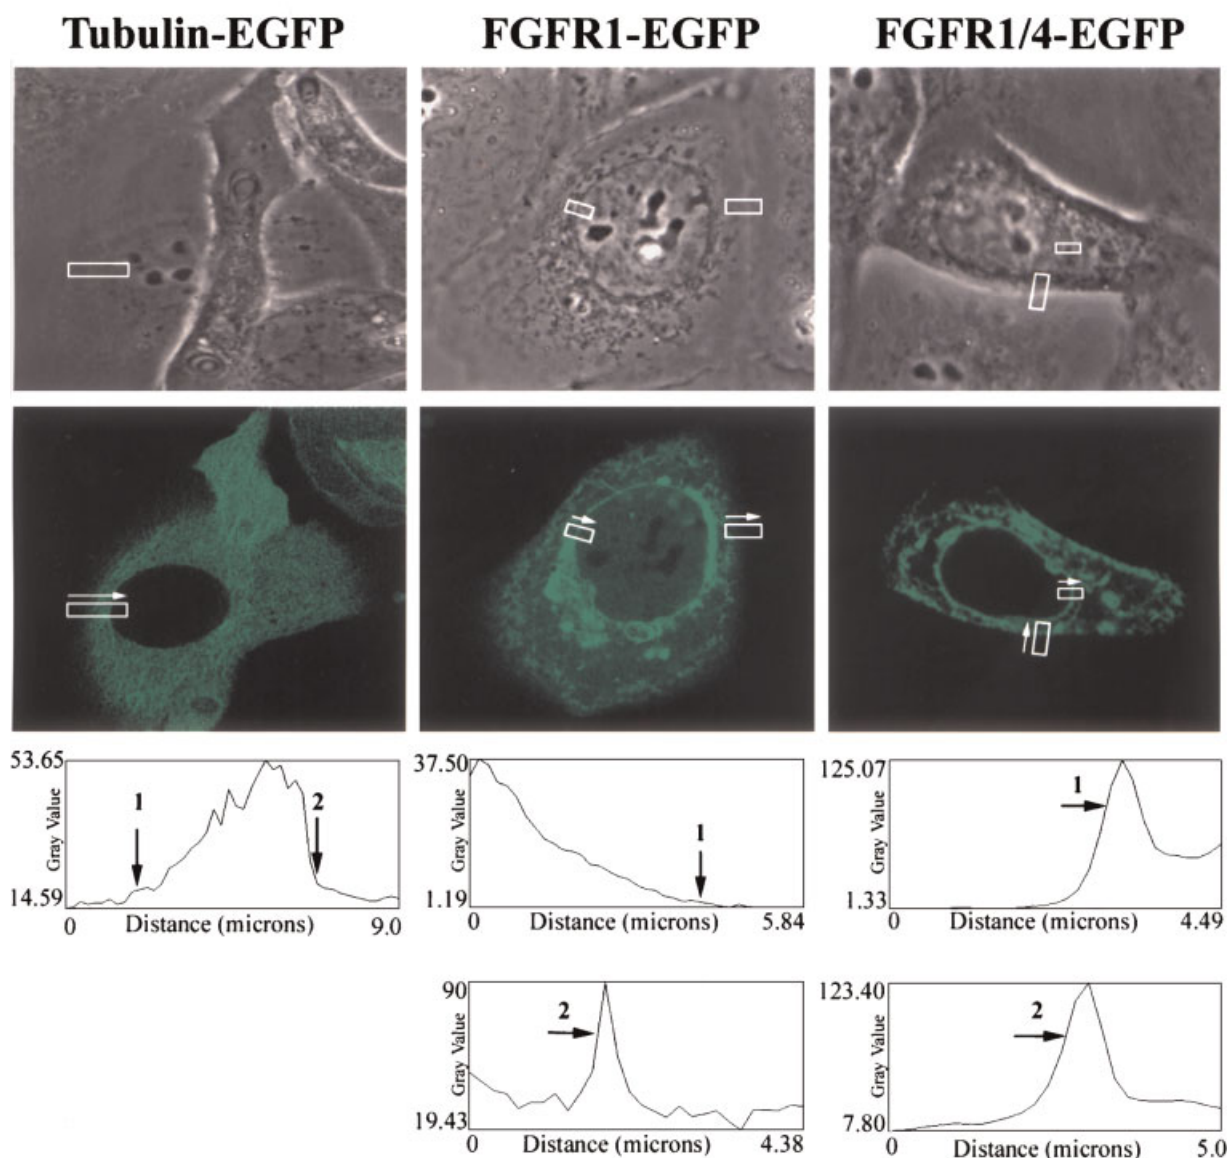 Tubulin-EGFP FGFR1-EGFP FGFR1/4-EGFP
53.65 37.50 125.07
Gray Value Gray Value Gray Value
1 2 1 1
14.59 1.19 1.33
0 Distance (microns) 9.0 0 Distance (microns) 5.84 0 Distance (microns) 4.49
90 123.40
Gray Value Gray Value
2 2
19.43 7.80
0 Distance (microns) 4.38 0 Distance (microns) 5.0